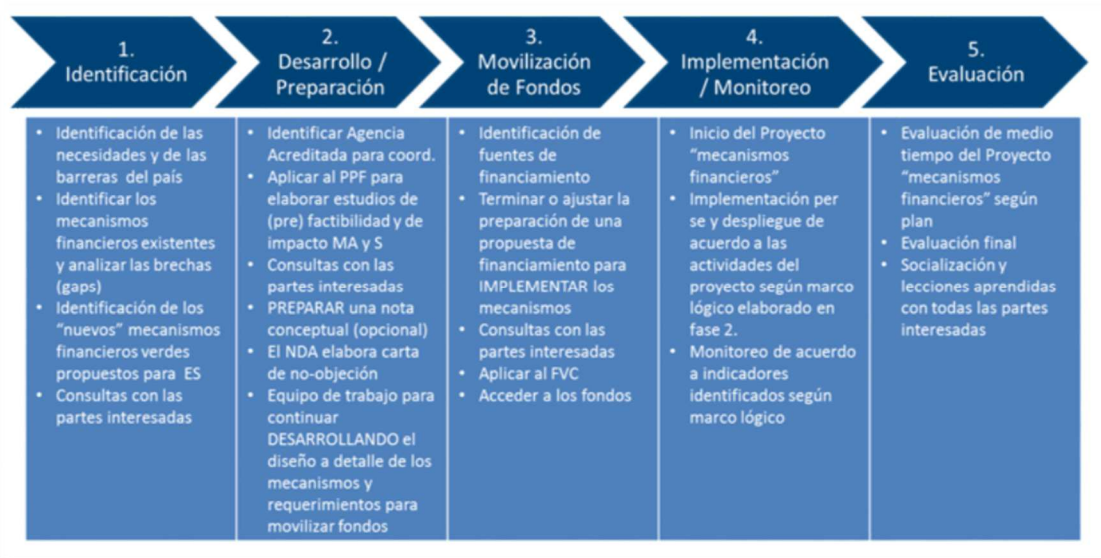 1.
Identificación
2.
Desarrollo /
Preparación
3.
Movilización
de Fondos
4.
Implementación
/ Monitoreo
5.
Evaluación
• Identificación de las
necesidades y de las
barreras del país
• Identificar los
mecanismos
financieros existentes
y analizar las brechas
(gaps)
• Identificación de los
“nuevos” mecanismos
financieros verdes
propuestos para ES
• Consultas con las
partes interesadas
• Identificar Agencia
Acreditada para coord.
• Aplicar al PPF para
elaborar estudios de
(pre) factibilidad y de
impacto MA y S
• Consultas con las
partes interesadas
• PREPARAR una nota
conceptual (opcional)
• El NDA elabora carta
de no-objeción
• Equipo de trabajo para
continuar
DESARROLLANDO el
diseño a detalle de los
mecanismos y
requerimientos para
movilizar fondos
• Identificación de
fuentes de
financiamiento
• Terminar o ajustar la
preparación de una
propuesta de
financiamiento para
IMPLEMENTAR los
mecanismos
• Consultas con las
partes interesadas
• Aplicar al FVC
• Acceder a los fondos
• Inicio del Proyecto
“mecanismos
financieros”
• Implementación per
se y despliegue de
acuerdo a las
actividades del
proyecto según marco
lógico elaborado en
fase 2.
• Monitoreo de acuerdo
a indicadores
identificados según
marco lógico
• Evaluación de medio
tiempo del Proyecto
“mecanismos
financieros” según
plan
• Evaluación final
• Socialización y
lecciones aprendidas
con todas las partes
interesadas